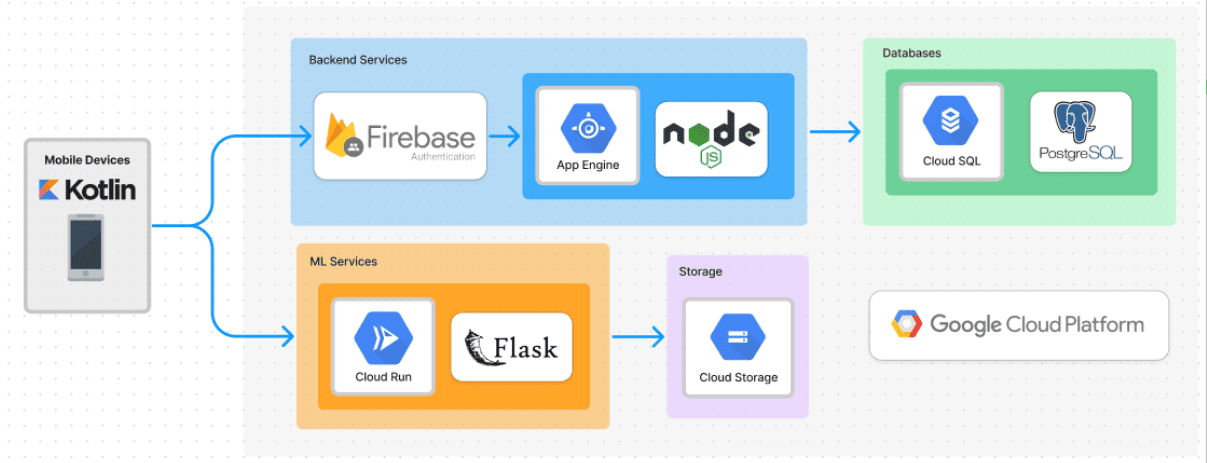 Mobile Devices
Kotlin
Backend Services
Firebase
Authentication
App Engine
node
JS
Databases
Cloud SQL
PostgreSQL
ML Services
Cloud Run
Flask
Storage
Cloud Storage
Google Cloud Platform